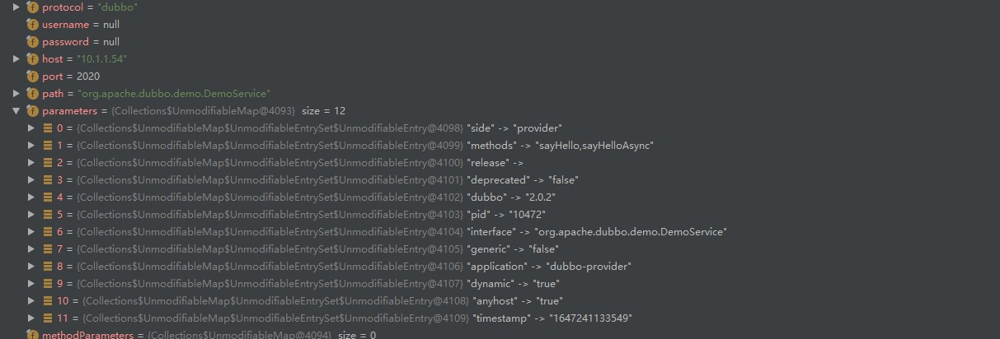 protocol = "dubbo"
username = null
password = null
host = "10.1.1.54"
port = 2020
path = "org.apache.dubbo.demo.DemoService"
parameters = {Collections$UnmodifiableMap@4093} size = 12
0 = {Collections$UnmodifiableMap$UnmodifiableEntrySet$UnmodifiableEntry@4098} "side" -> "provider"
1 = {Collections$UnmodifiableMap$UnmodifiableEntrySet$UnmodifiableEntry@4099} "methods" -> "sayHello,sayHelloAsync"
2 = {Collections$UnmodifiableMap$UnmodifiableEntrySet$UnmodifiableEntry@4100} "release" ->
3 = {Collections$UnmodifiableMap$UnmodifiableEntrySet$UnmodifiableEntry@4101} "deprecated" -> "false"
4 = {Collections$UnmodifiableMap$UnmodifiableEntrySet$UnmodifiableEntry@4102} "dubbo" -> "2.0.2"
5 = {Collections$UnmodifiableMap$UnmodifiableEntrySet$UnmodifiableEntry@4103} "pid" -> "10472"
6 = {Collections$UnmodifiableMap$UnmodifiableEntrySet$UnmodifiableEntry@4104} "interface" -> "org.apache.dubbo.demo.DemoService"
7 = {Collections$UnmodifiableMap$UnmodifiableEntrySet$UnmodifiableEntry@4105} "generic" -> "false"
8 = {Collections$UnmodifiableMap$UnmodifiableEntrySet$UnmodifiableEntry@4106} "application" -> "dubbo-provider"
9 = {Collections$UnmodifiableMap$UnmodifiableEntrySet$UnmodifiableEntry@4107} "dynamic" -> "true"
10 = {Collections$UnmodifiableMap$UnmodifiableEntrySet$UnmodifiableEntry@4108} "anyhost" -> "true"
11 = {Collections$UnmodifiableMap$UnmodifiableEntrySet$UnmodifiableEntry@4109} "timestamp" -> "1647241133549"
methodParameters = {Collections$UnmodifiableMap@4094} size = 0